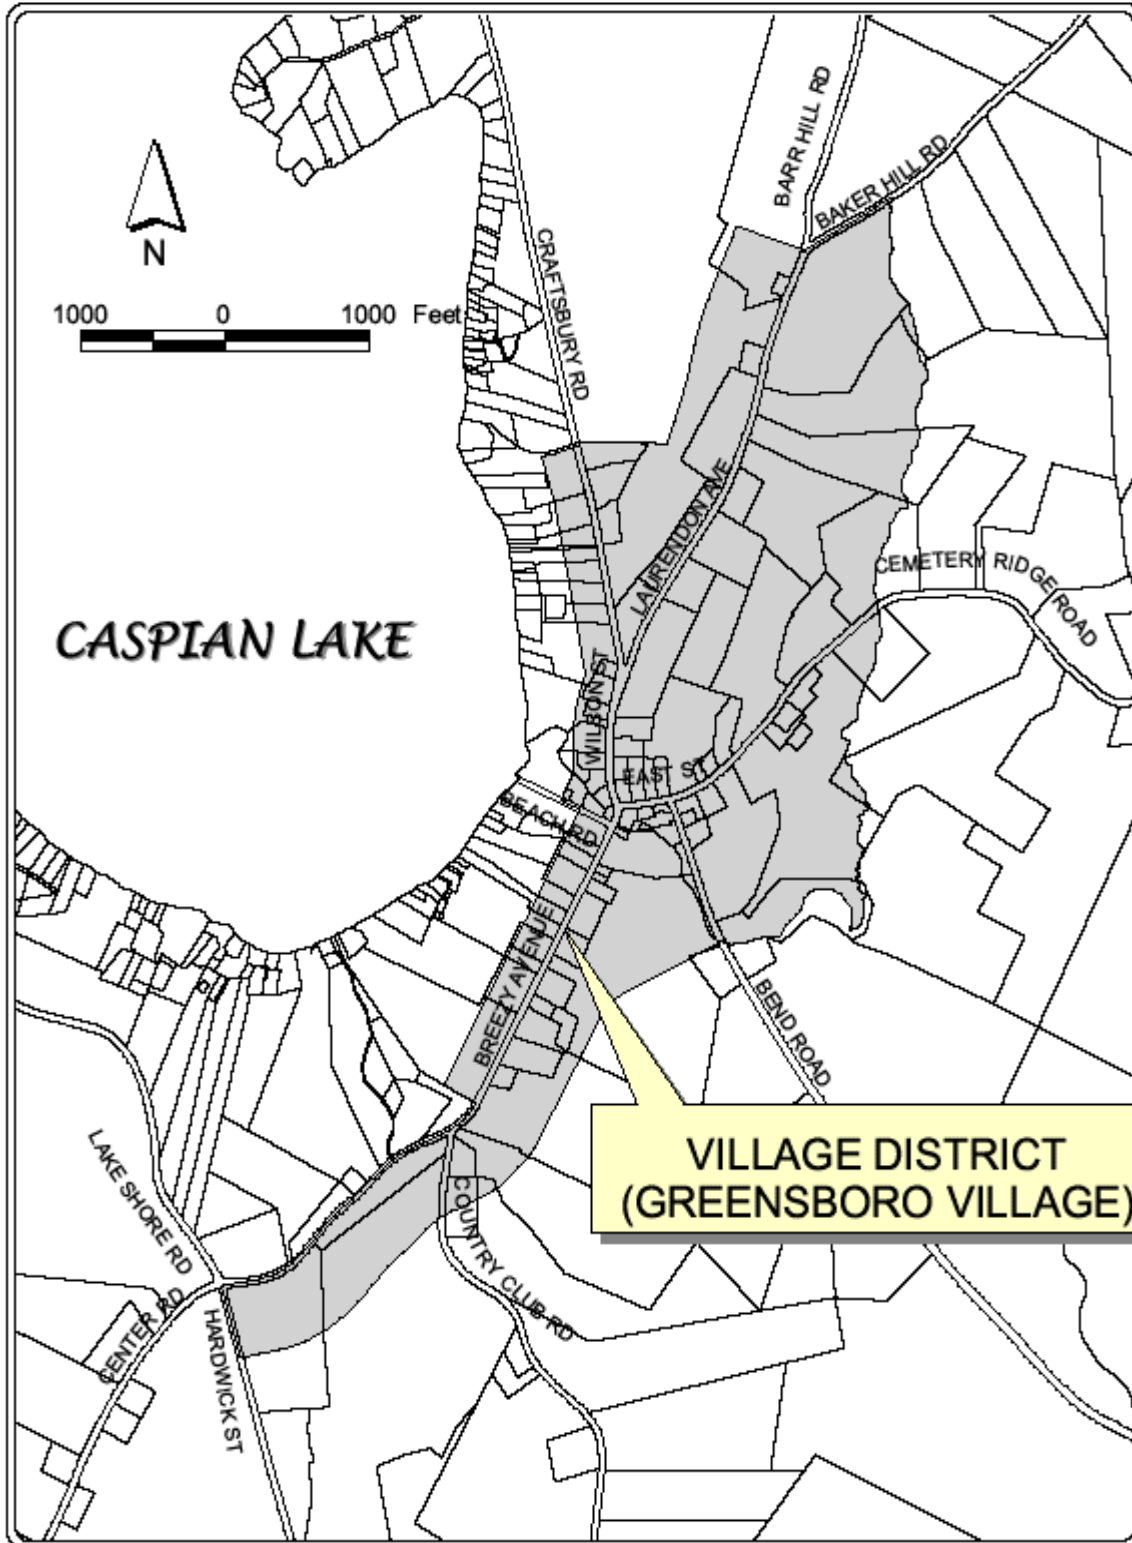 BARR HILL RD
BAKER HILL RD
N
CRAFTSBURY RD
1000 0 1000 Feet
LAURENDON AVE
CEMETERY RIDGE ROAD
CASPIAN LAKE
WILSON ST
EAST ST
BEACH RD
BREEZY AVENUE
BEND ROAD
VILLAGE DISTRICT
(GREENSBORO VILLAGE)
LAKE SHORE RD
COUNTRY CLUB RD
CENTER RD
HARDWICK ST